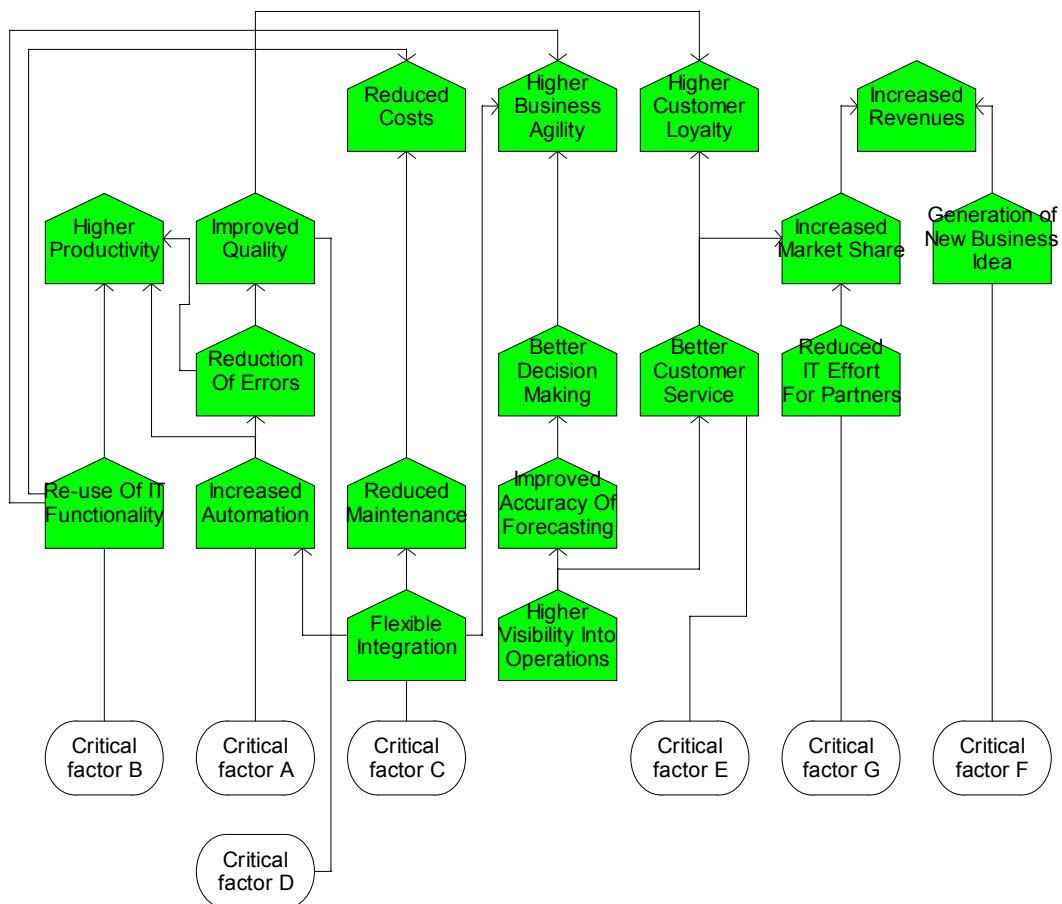 Reduced
Costs
Higher
Business
Agility
Higher
Customer
Loyalty
Increased
Revenues
Higher
Productivity
Improved
Quality
Increased
Market Share
Generation of
New Business
Idea
Reduction
Of Errors
Better
Decision
Making
Better
Customer
Service
Reduced
IT Effort
For Partners
Re-use Of IT
Functionality
Increased
Automation
Reduced
Maintenance
Improved
Accuracy Of
Forecasting
Flexible
Integration
Higher
Visibility Into
Operations
Critical
factor B
Critical
factor A
Critical
factor C
Critical
factor E
Critical
factor G
Critical
factor F
Critical
factor D